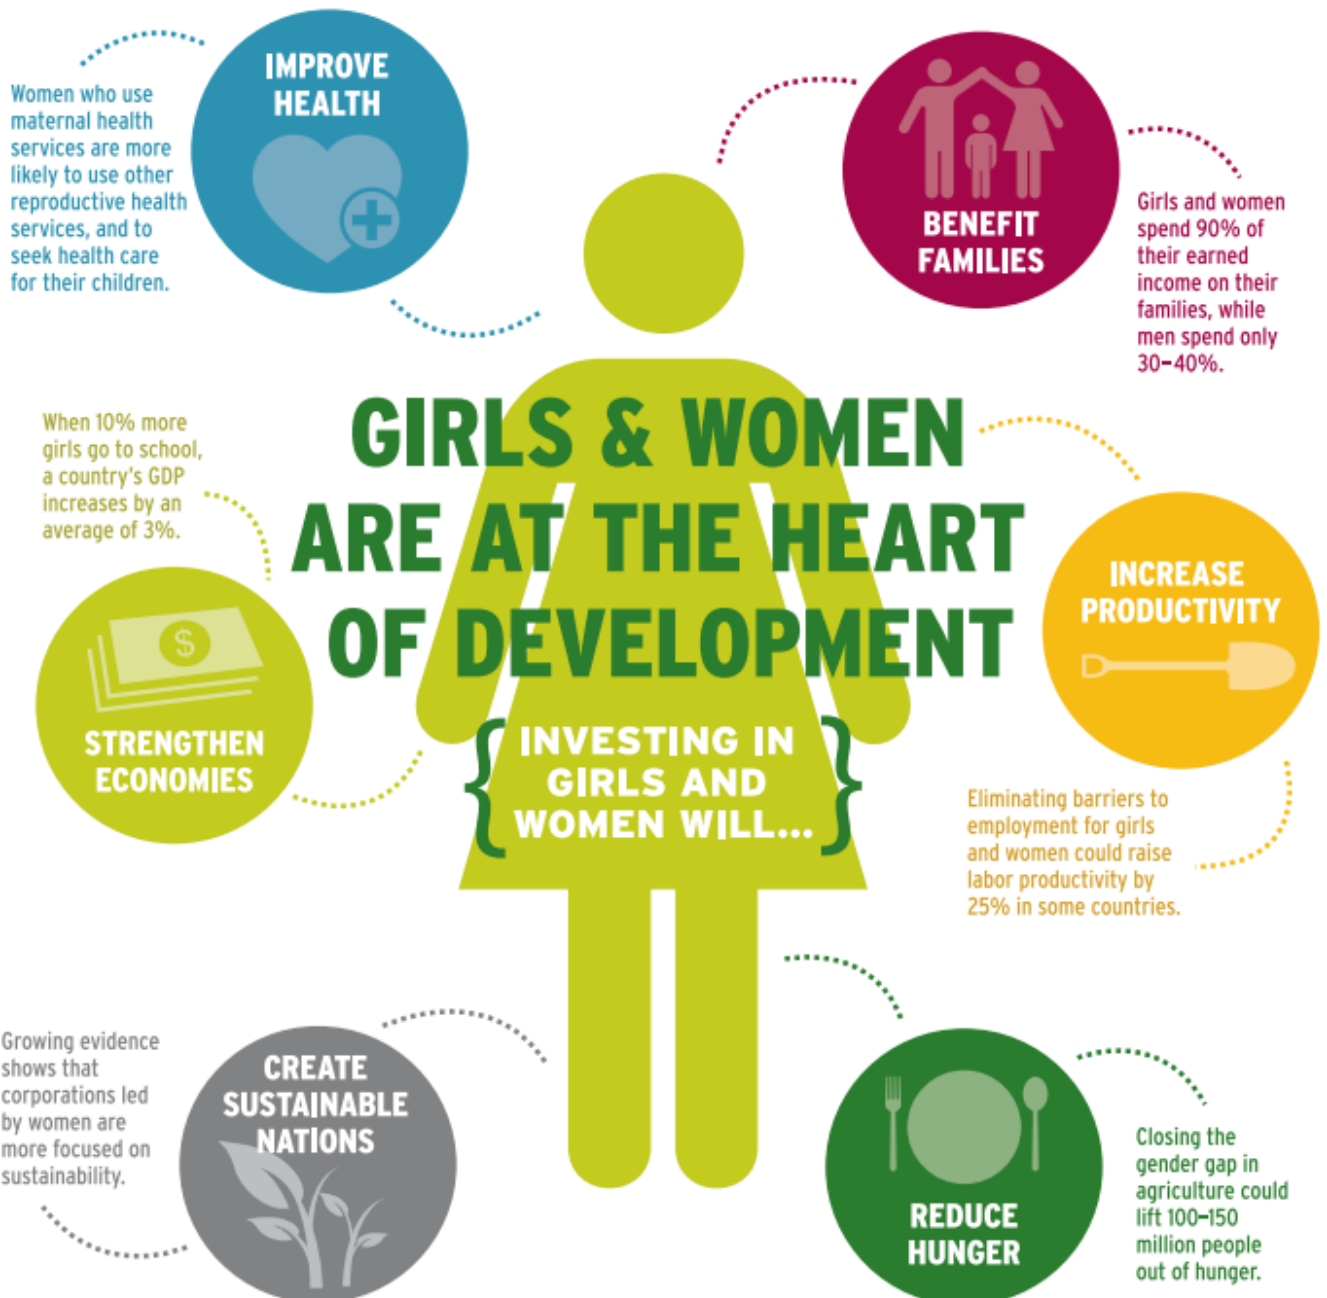 IMPROVE
HEALTH
Women who use
maternal health
services are more
likely to use other
reproductive health
services, and to
seek health care
for their children.
BENEFIT
FAMILIES
Girls and women
spend 90% of
their earned
income on their
families, while
men spend only
30–40%.
GIRLS & WOMEN
ARE AT THE HEART
OF DEVELOPMENT
{INVESTING IN
GIRLS AND
WOMEN WILL...}
When 10% more
girls go to school,
a country's GDP
increases by an
average of 3%.
$
STRENGTHEN
ECONOMIES
INCREASE
PRODUCTIVITY
Eliminating barriers to
employment for girls
and women could raise
labor productivity by
25% in some countries.
Growing evidence
shows that
corporations led
by women are
more focused on
sustainability.
CREATE
SUSTAINABLE
NATIONS
REDUCE
HUNGER
Closing the
gender gap in
agriculture could
lift 100–150
million people
out of hunger.